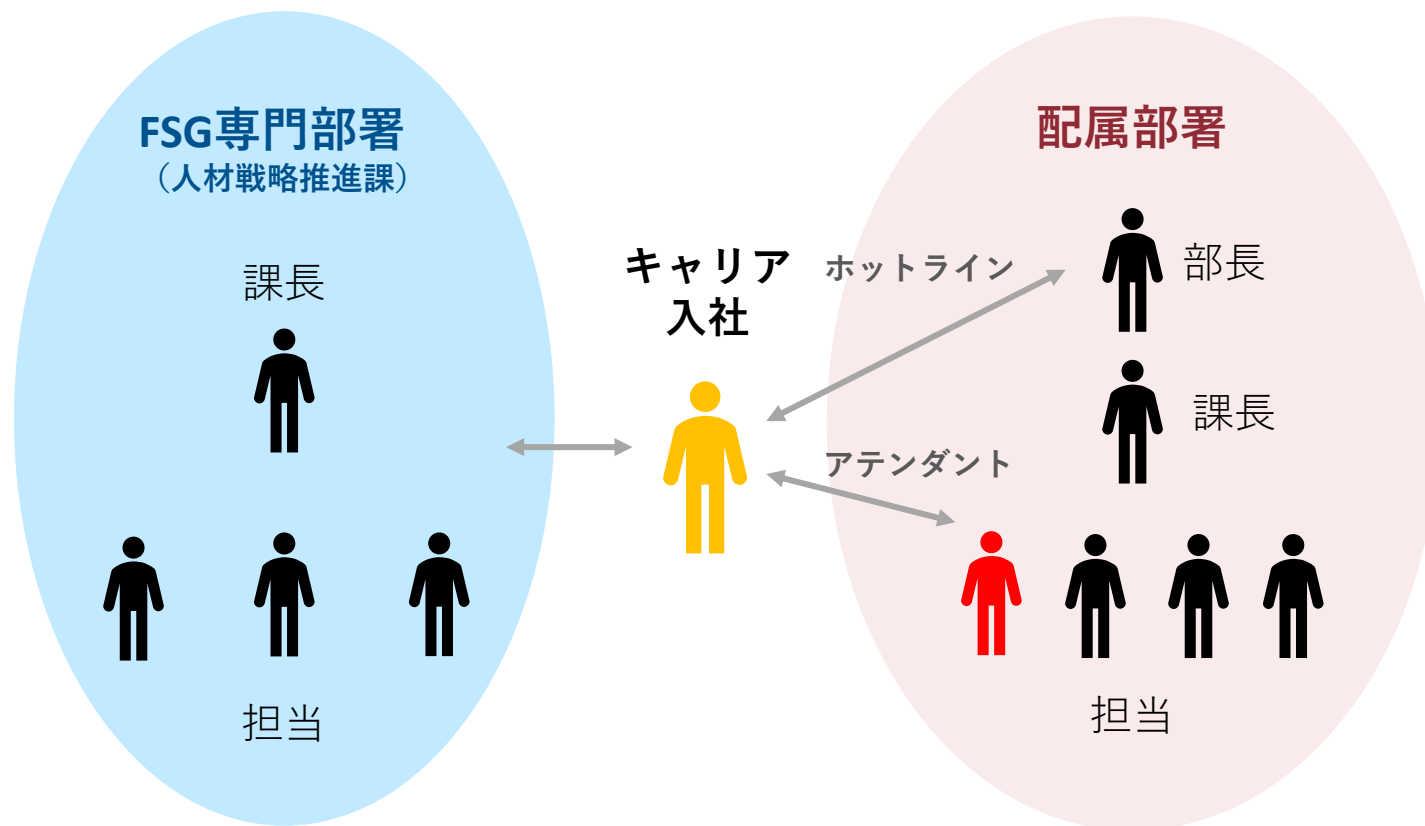 FSG専門部署
（人材戦略推進課）
課長
担当
キャリア
入社
ホットライン
アテンダント
配属部署
部長
課長
担当